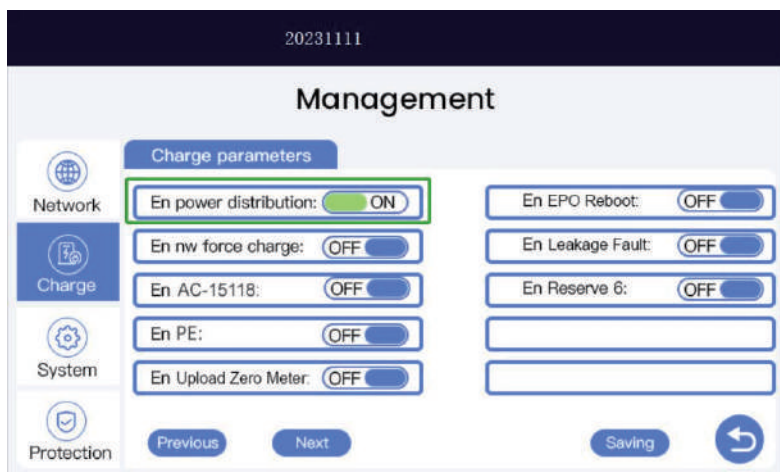 20231111
Management
Network
Charge
System
Protection
Charge parameters
En power distribution: ON
En nw force charge: OFF
En AC-15118: OFF
En PE: OFF
En Upload Zero Meter: OFF
En EPO Reboot: OFF
En Leakage Fault: OFF
En Reserve 6: OFF
Previous
Next
Saving